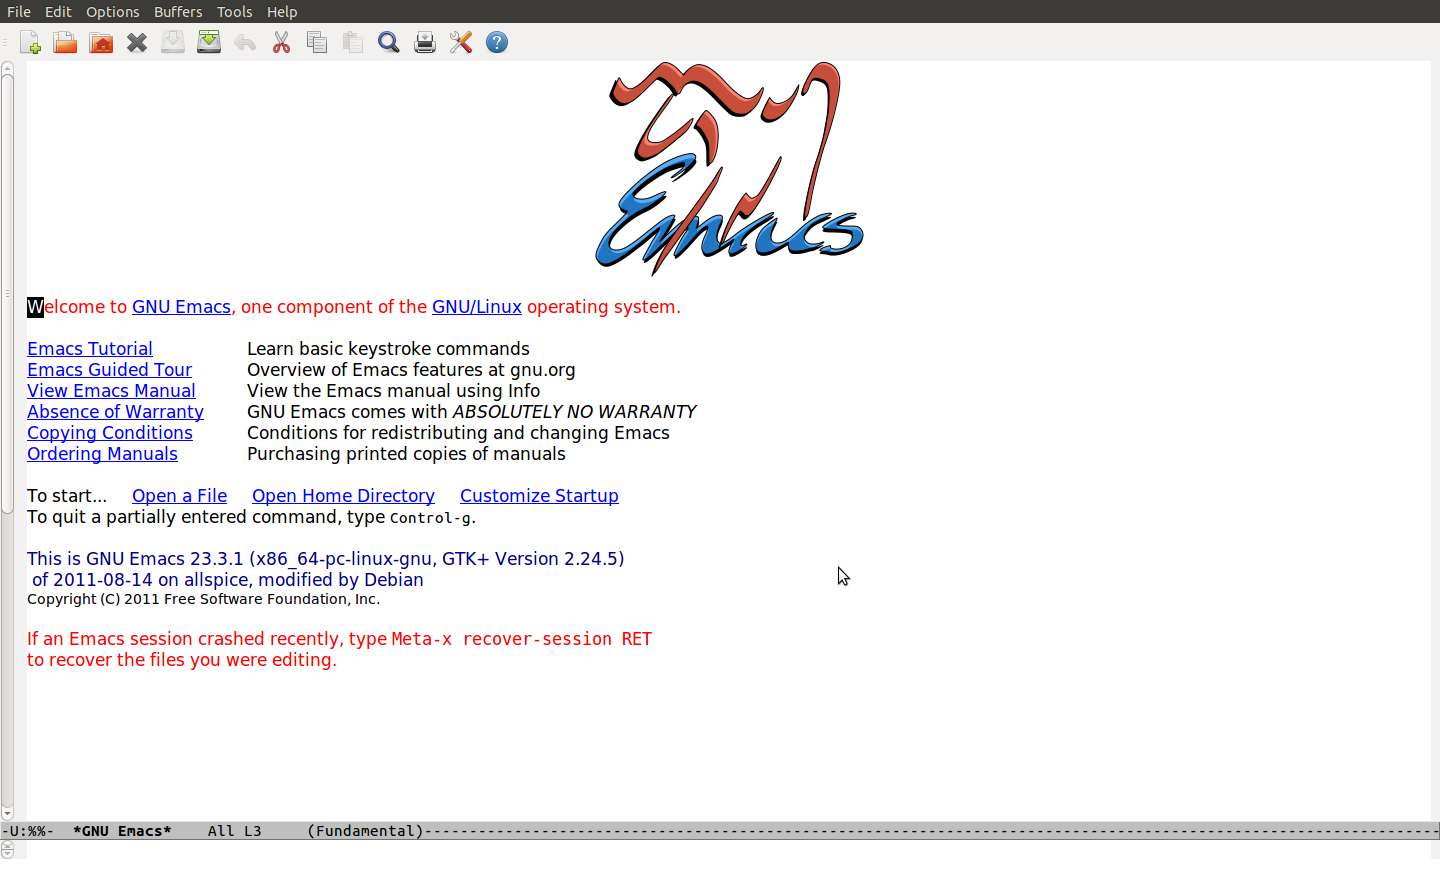 File Edit Options Buffers Tools Help
Emacs
Welcome to GNU Emacs, one component of the GNU/Linux operating system.
Emacs Tutorial Learn basic keystroke commands
Emacs Guided Tour Overview of Emacs features at gnu.org
View Emacs Manual View the Emacs manual using Info
Absence of Warranty GNU Emacs comes with ABSOLUTELY NO WARRANTY
Copying Conditions Conditions for redistributing and changing Emacs
Ordering Manuals Purchasing printed copies of manuals
To start... Open a File Open Home Directory Customize Startup
To quit a partially entered command, type Control-g.
This is GNU Emacs 23.3.1 (x86_64-pc-linux-gnu, GTK+ Version 2.24.5)
of 2011-08-14 on allspice, modified by Debian
Copyright (C) 2011 Free Software Foundation, Inc.
If an Emacs session crashed recently, type Meta-x recover-session RET
to recover the files you were editing.
-U:%%- *GNU Emacs* All L3 (Fundamental)-----------------------------------------------------------------------------------------------------------------